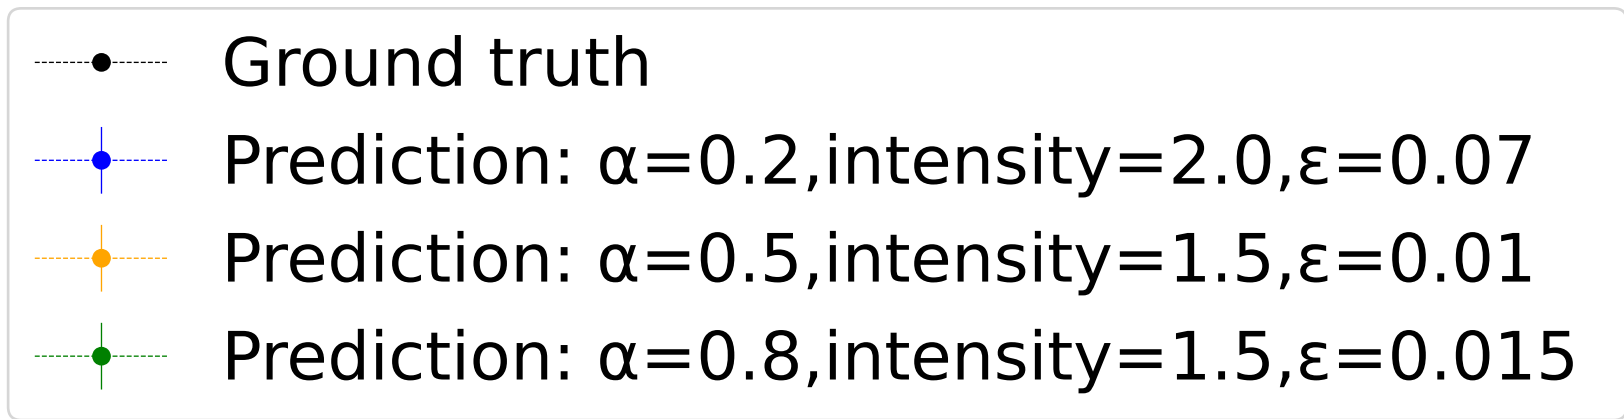 Ground truth
Prediction: α=0.2,intensity=2.0,ε=0.07
Prediction: α=0.5,intensity=1.5,ε=0.01
Prediction: α=0.8,intensity=1.5,ε=0.015